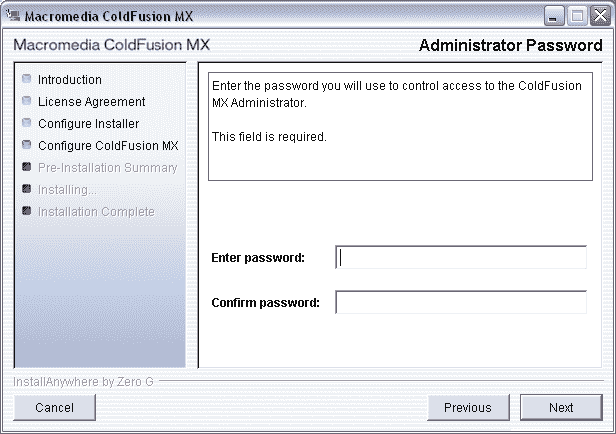 Macromedia ColdFusion MX
Macromedia ColdFusion MX
Administrator Password
Introduction
License Agreement
Configure Installer
Configure ColdFusion MX
Pre-Installation Summary
Installing...
Installation Complete
Enter the password you will use to control access to the ColdFusion
MX Administrator.
This field is required.
Enter password:
Confirm password:
InstallAnywhere by Zero G
Cancel
Previous
Next